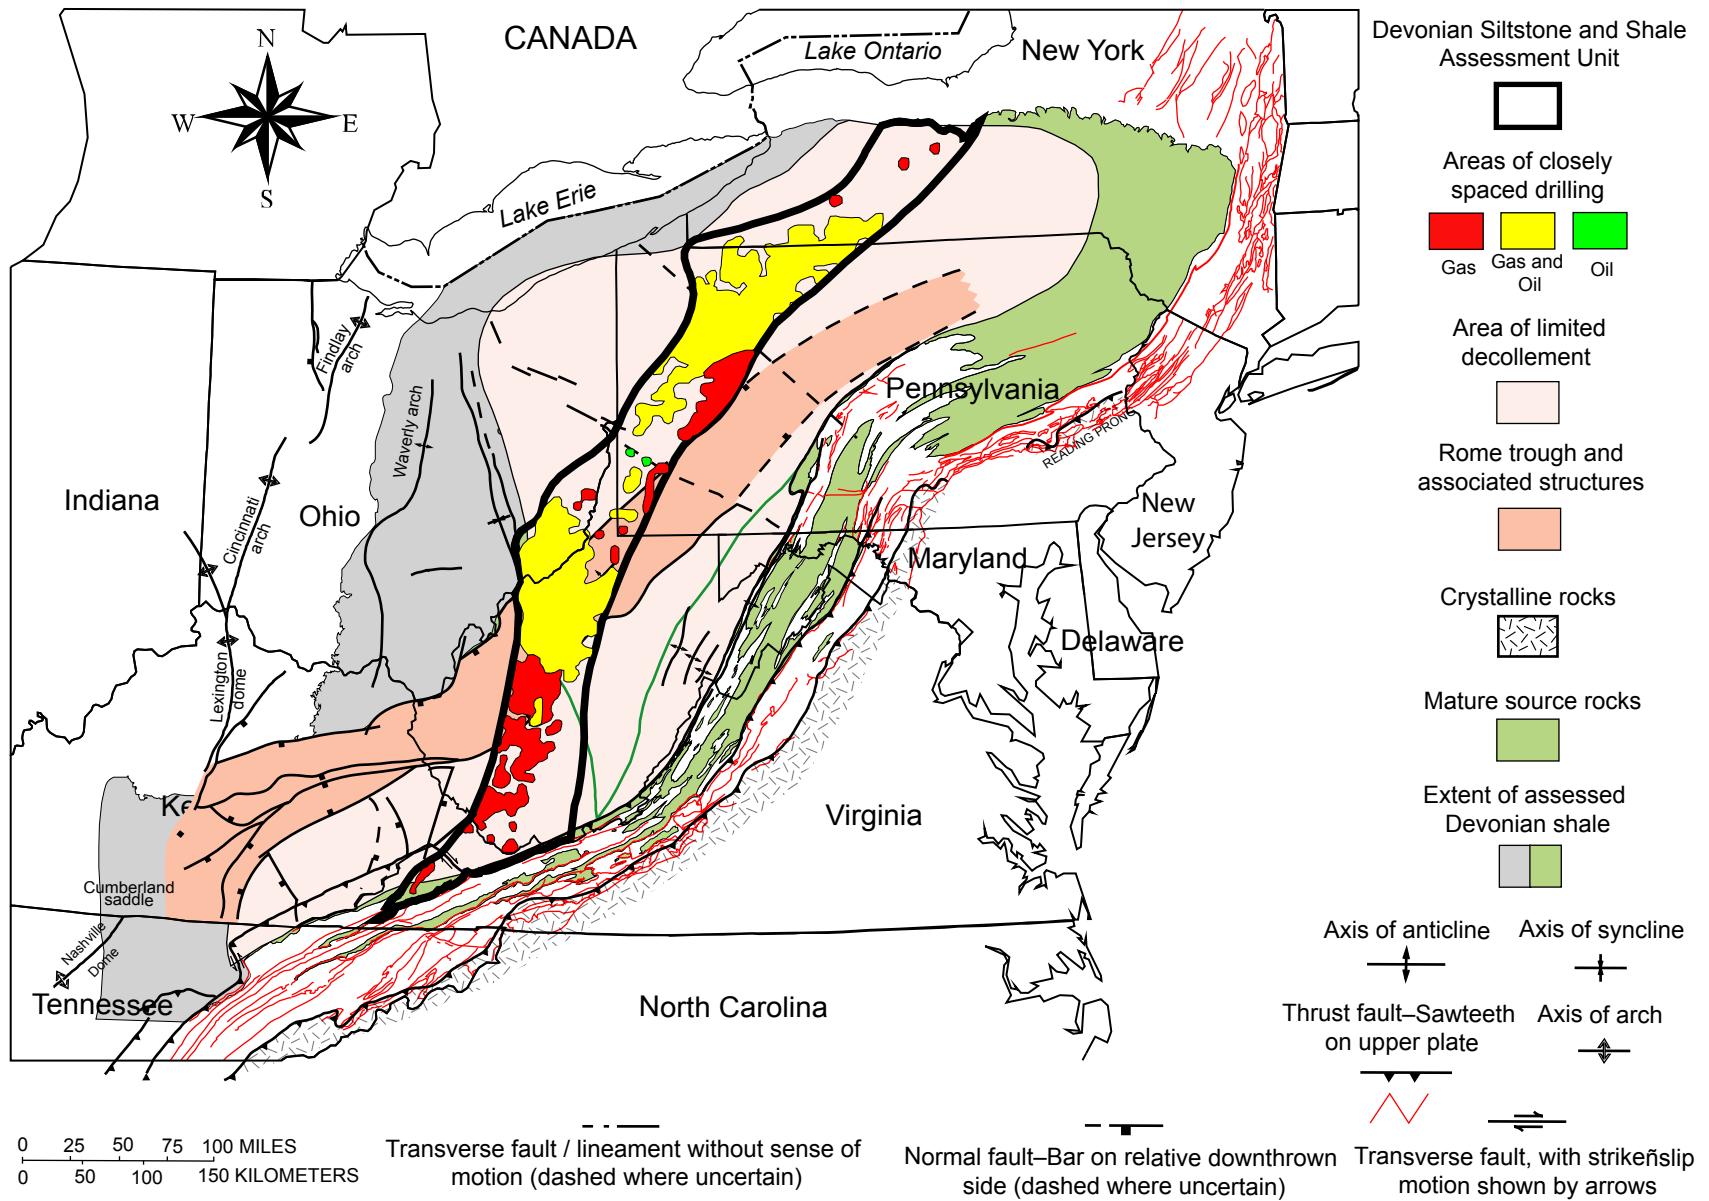 CANADA
Lake Ontario
New York
N
W
E
S
Lake Erie
Findlay
arch
Waverly arch
Pennsylvania
READING PRONG
Indiana
Ohio
Cincinnati
arch
New
Jersey
Maryland
Delaware
Lexington
dome
Ke
Virginia
Cumberland
saddle
Nashville
Dome
Tennessee
North Carolina
Devonian Siltstone and Shale
Assessment Unit
Areas of closely
spaced drilling
Gas
Gas and
Oil
Oil
Area of limited
decollement
Rome trough and
associated structures
Crystalline rocks
Mature source rocks
Extent of assessed
Devonian shale
Axis of anticline
Axis of syncline
Thrust fault–Sawteeth
on upper plate
Axis of arch
0 25 50 75 100 MILES
0 50 100 150 KILOMETERS
Transverse fault / lineament without sense of
motion (dashed where uncertain)
Normal fault–Bar on relative downthrown
side (dashed where uncertain)
Transverse fault, with strikeñslip
motion shown by arrows